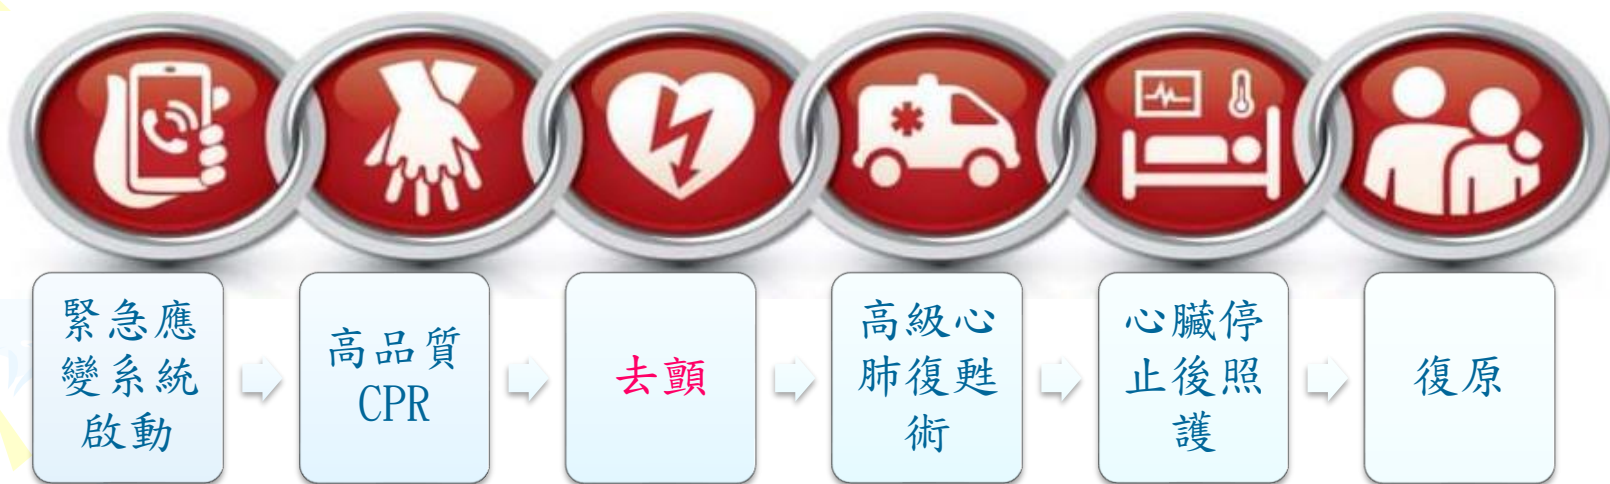 緊急應
變系統
啟動
高品質
CPR
去顫
高級心
肺復甦
術
心臟停
止後照
護
復原